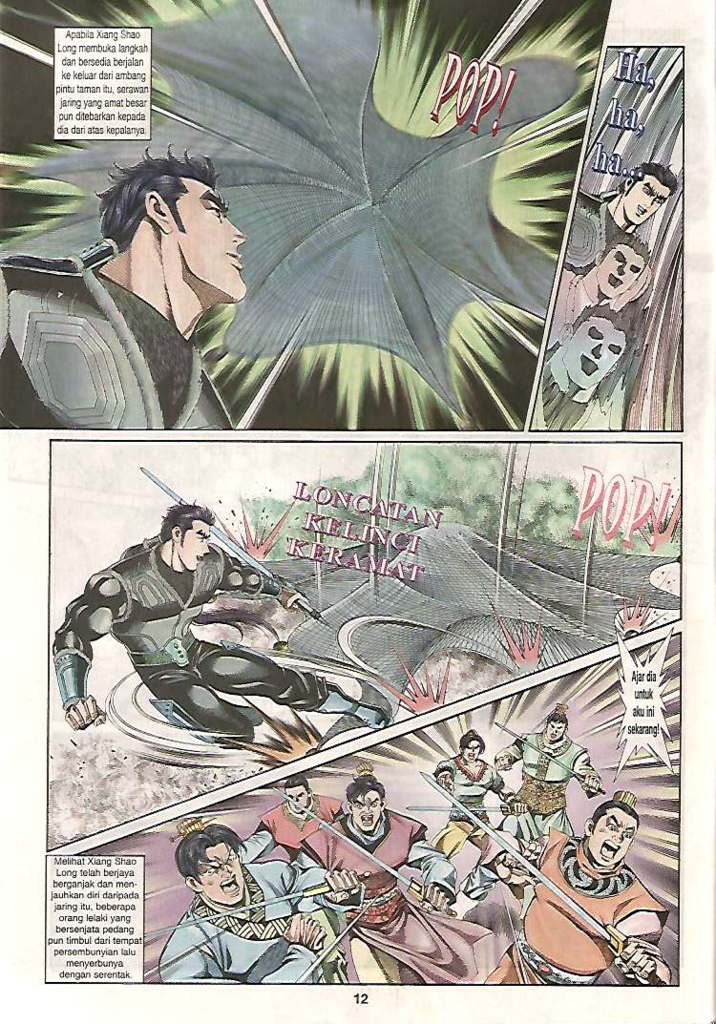 Apabila Xiang Shao
Long membuka langkah
dan bersedia berjalan
ke keluar dari ambang
pintu taman itu, serawan
jaring yang amat besar
pun ditebarkan kepada
dia dari atas kepalanya.
POP!
Ha,
ha,
ha...
LONCATAN
KELINCI
KERAMAT
POP!
Ajar dia
untuk
aku ini
sekarang!
Melihat Xiang Shao
Long telah berjaya
berganjak dan men-
jauhkan diri daripada
jaring itu, beberapa
orang lelaki yang
bersenjata pedang
pun timbul dari tempat
persembunyian lalu
menyerbunya
dengan serentak.
12